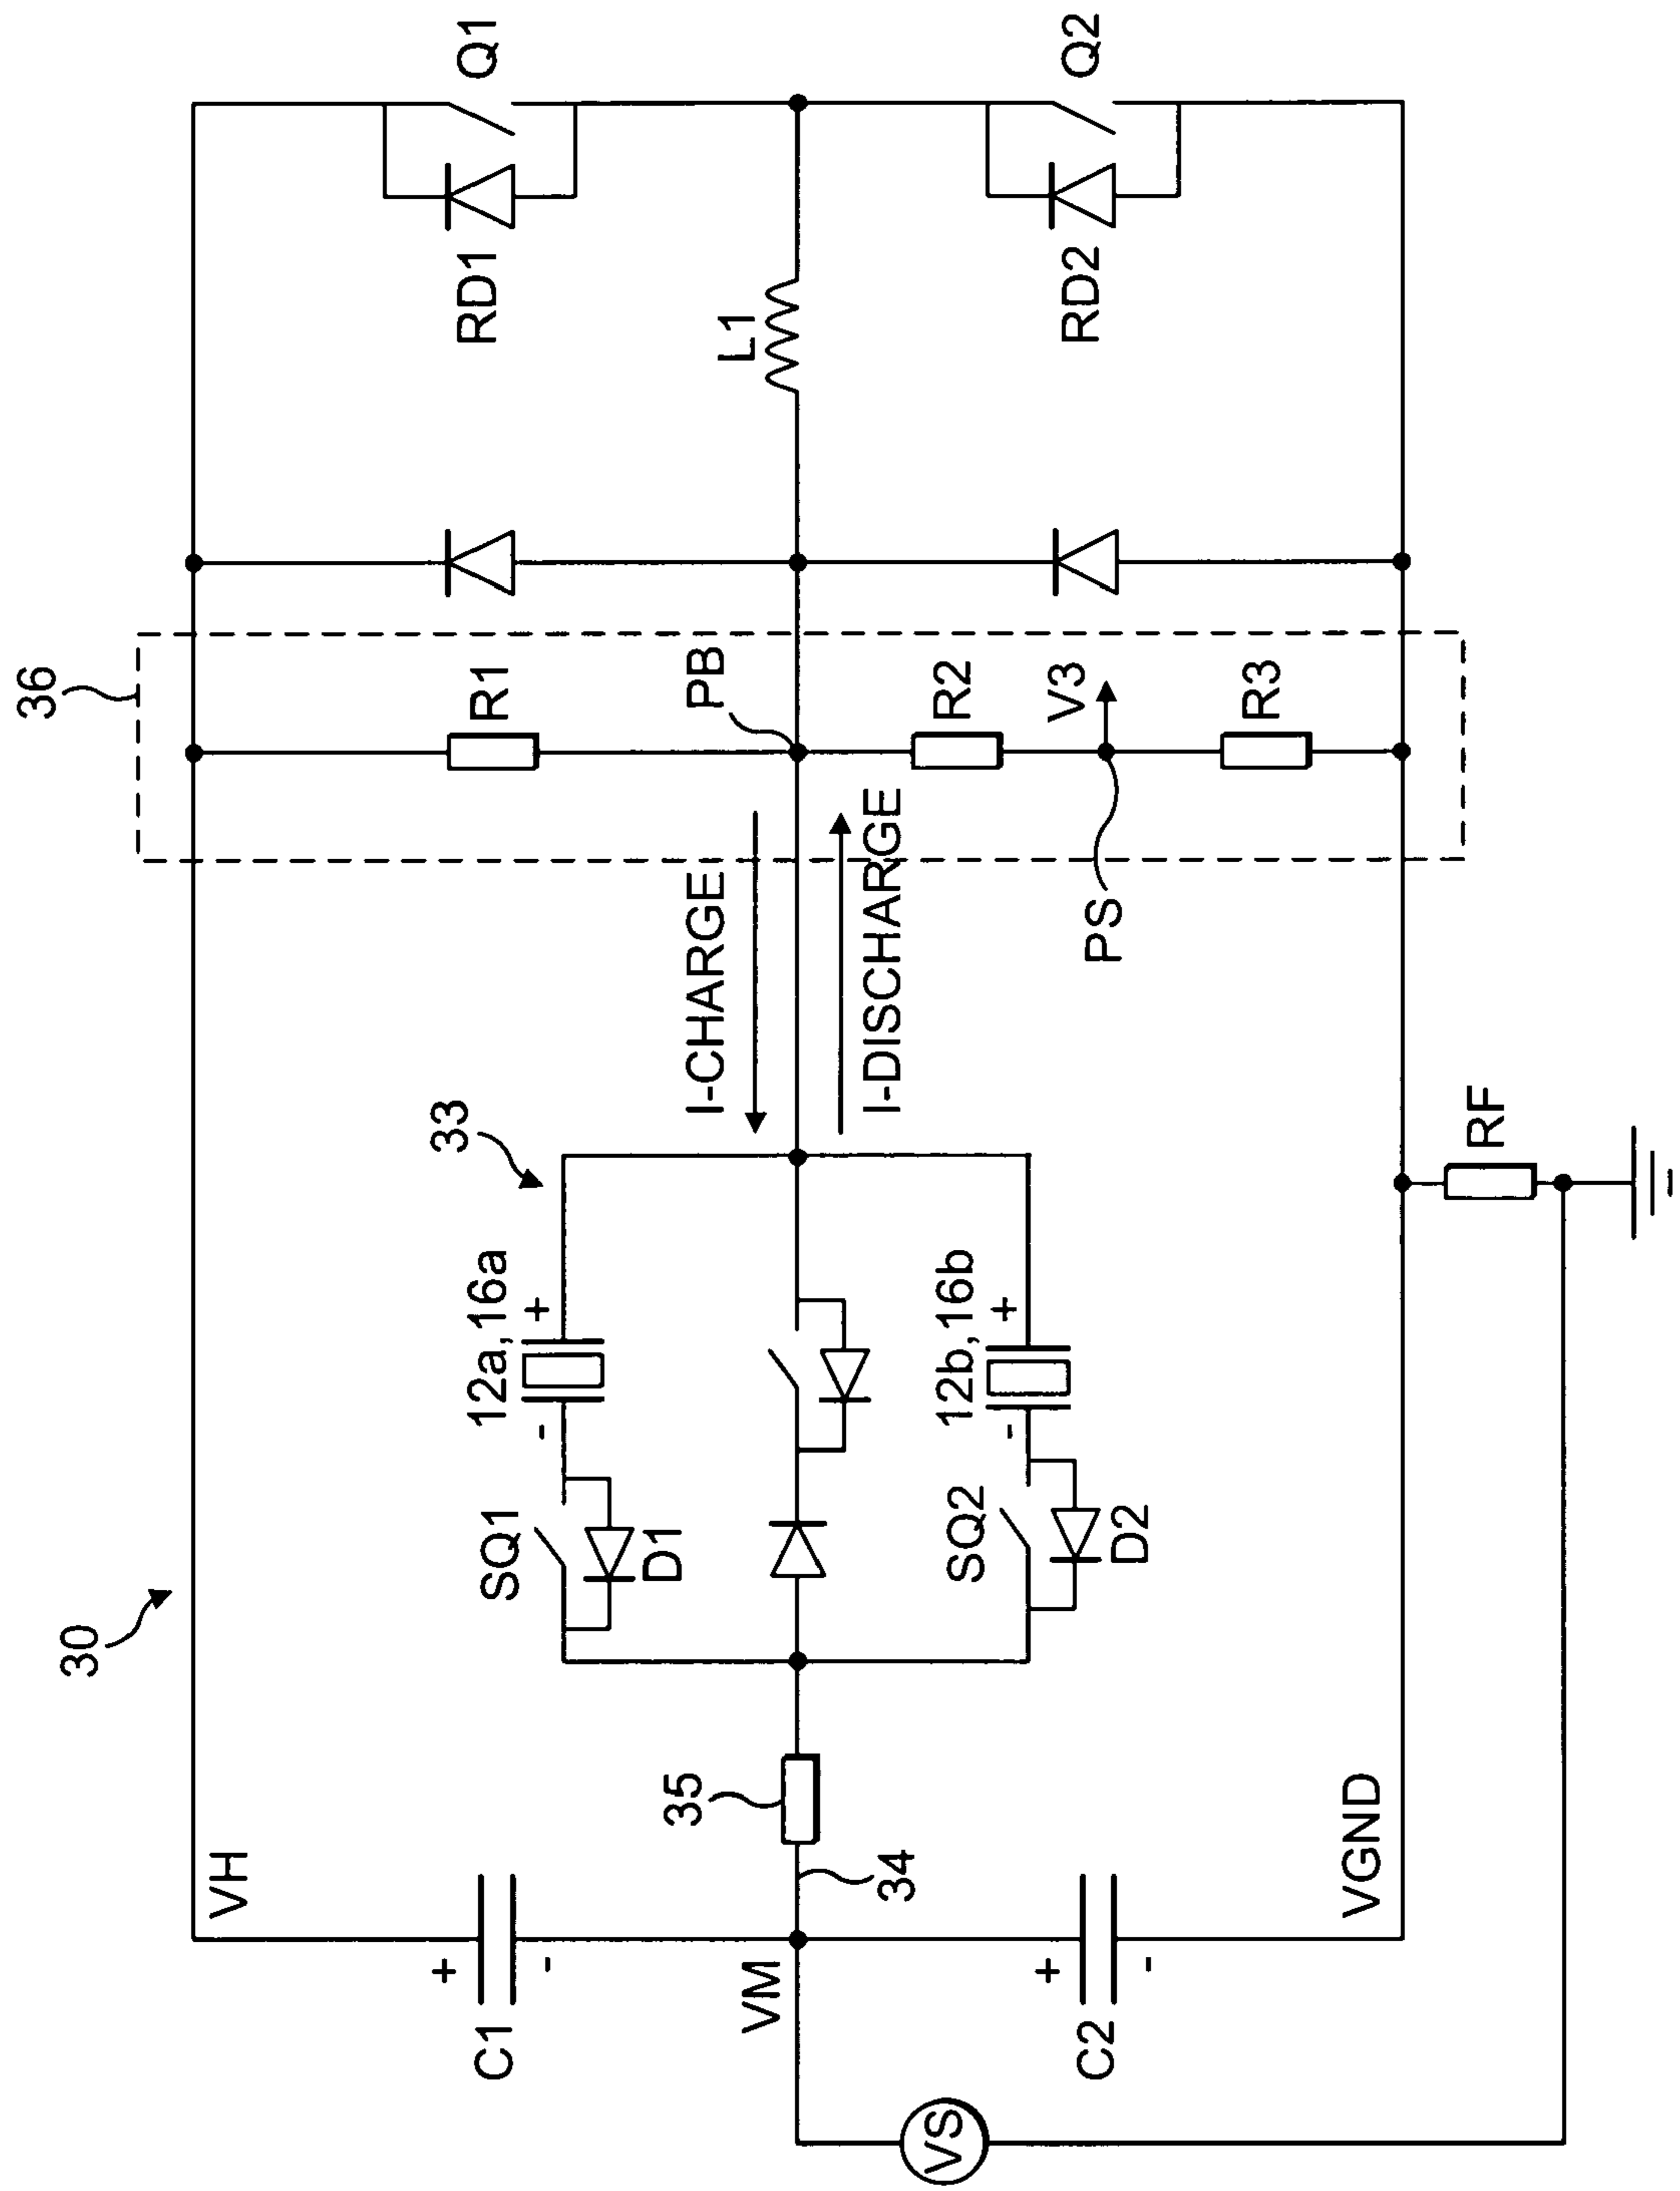 30
36
VH
VM
VGND
C1
+
-
C2
+
-
VS
34
35
33
SQ1
D1
-
12a,16a
+
SQ2
D2
-
12b,16b
+
I-CHARGE
I-DISCHARGE
PB
PS
R1
R2
V3
R3
RF
L1
RD1
Q1
RD2
Q2